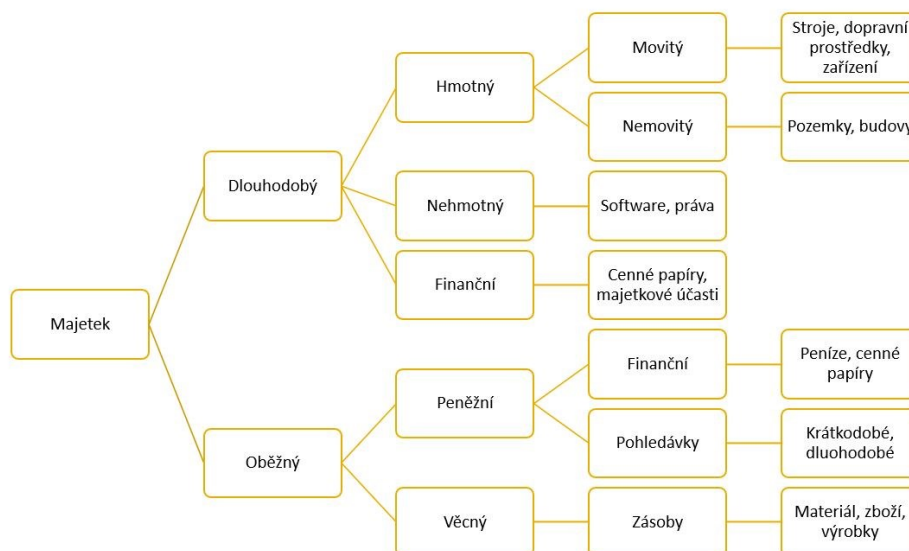 Majetek
Dlouhodobý
Hmotný
Movitý
Stroje, dopravní
prostředky,
zařízení
Nemovitý
Pozemky, budovy
Nehmotný
Software, práva
Finanční
Cenné papíry,
majetkové účasti
Oběžný
Peněžní
Finanční
Peníze, cenné
papíry
Pohledávky
Krátkodobé,
dluohodobé
Věcný
Zásoby
Materiál, zboží,
výrobky